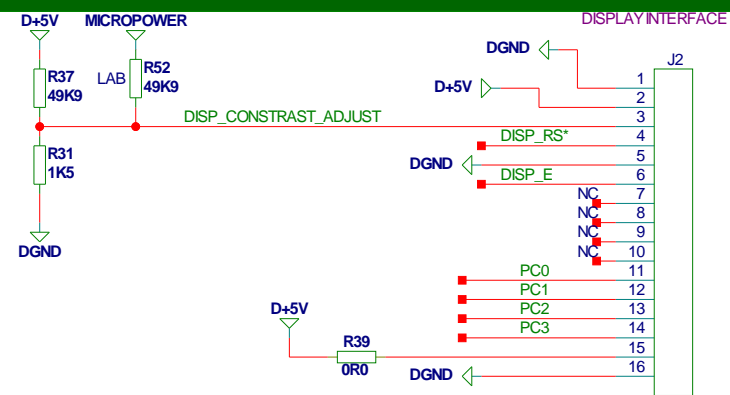 DISPLAY INTERFACE
D+5V
MICROPOWER
DGND
J2
R37
49K9
LAB
R52
49K9
D+5V
1
2
DISP_CONSTRAST_ADJUST
3
DISP_RS*
4
R31
1K5
DGND
5
DISP_E
6
NC
7
NC
8
NC
9
NC
10
DGND
PC0
11
PC1
12
PC2
13
PC3
14
D+5V
R39
0R0
15
DGND
16